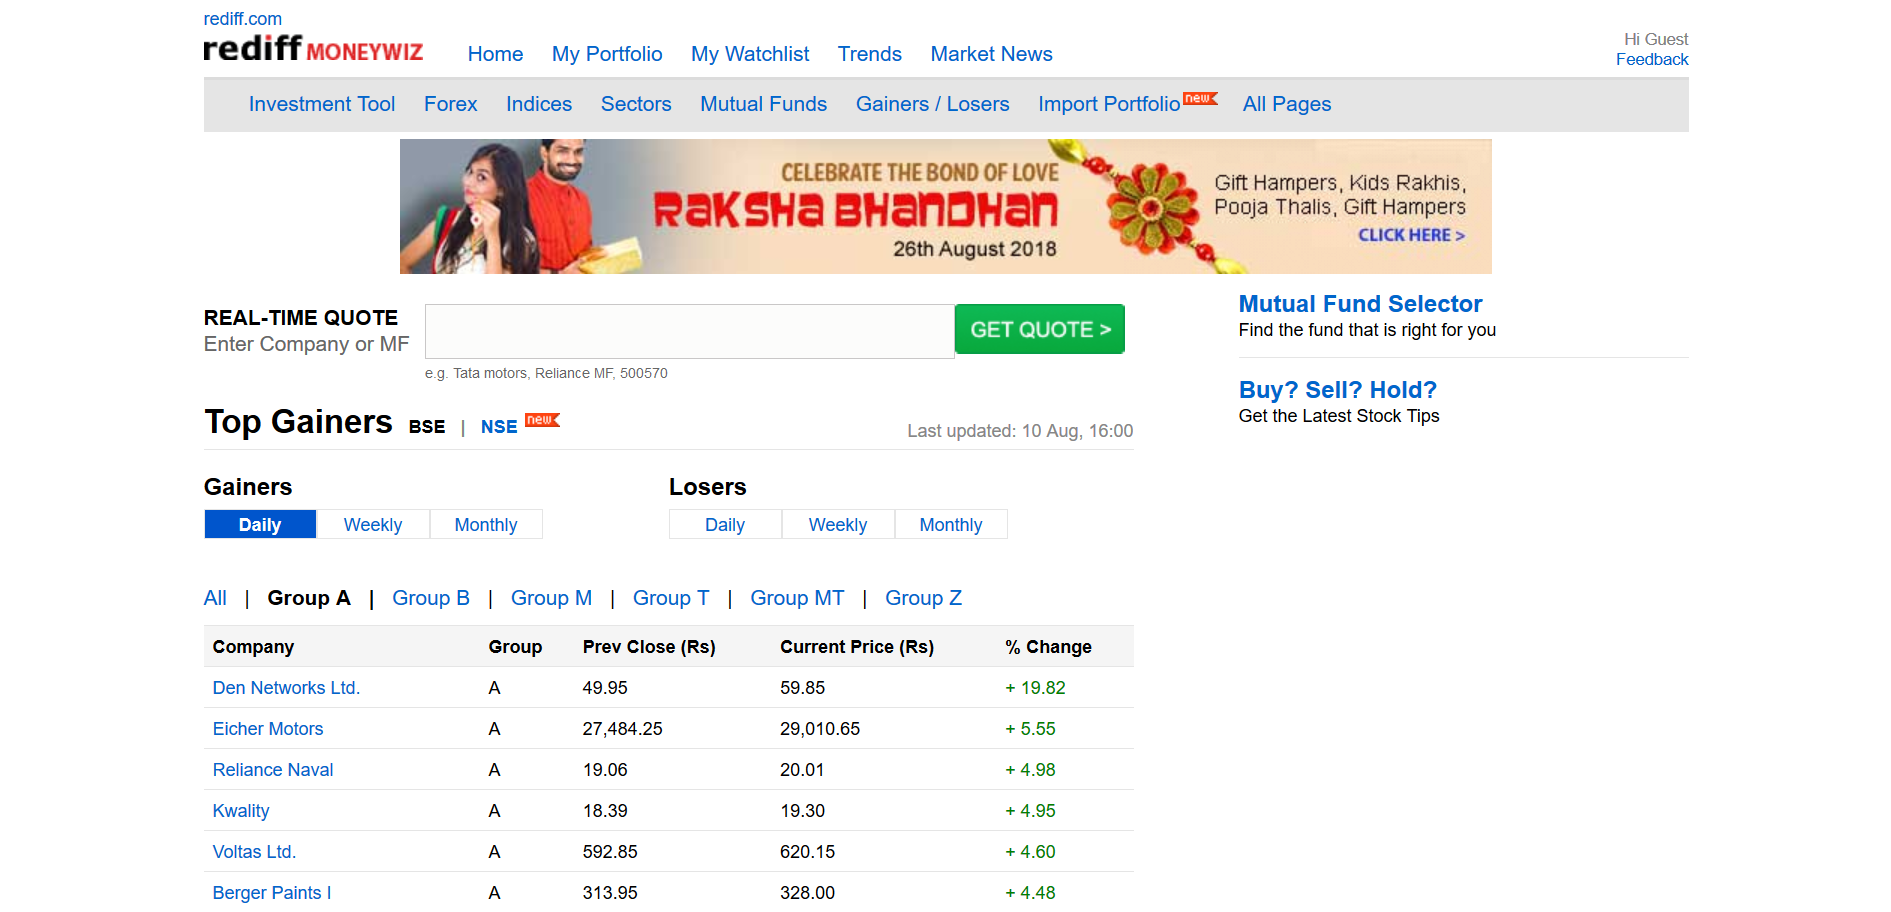 rediff.com
rediff MONEYWIZ
Home My Portfolio My Watchlist Trends Market News
Hi Guest
Feedback
Investment Tool Forex Indices Sectors Mutual Funds Gainers / Losers Import Portfolio new All Pages
CELEBRATE THE BOND OF LOVE
RAKSHA BHANDHAN
26th August 2018
Gift Hampers, Kids Rakhis,
Pooja Thalis, Gift Hampers
CLICK HERE >
REAL-TIME QUOTE
Enter Company or MF
GET QUOTE >
e.g. Tata motors, Reliance MF, 500570
Mutual Fund Selector
Find the fund that is right for you
Buy? Sell? Hold?
Get the Latest Stock Tips
Top Gainers BSE | NSE new
Last updated: 10 Aug, 16:00
Gainers
Daily Weekly Monthly
Losers
Daily Weekly Monthly
All | Group A | Group B | Group M | Group T | Group MT | Group Z
Company Group Prev Close (Rs) Current Price (Rs) % Change
Den Networks Ltd. A 49.95 59.85 + 19.82
Eicher Motors A 27,484.25 29,010.65 + 5.55
Reliance Naval A 19.06 20.01 + 4.98
Kwality A 18.39 19.30 + 4.95
Voltas Ltd. A 592.85 620.15 + 4.60
Berger Paints I A 313.95 328.00 + 4.48